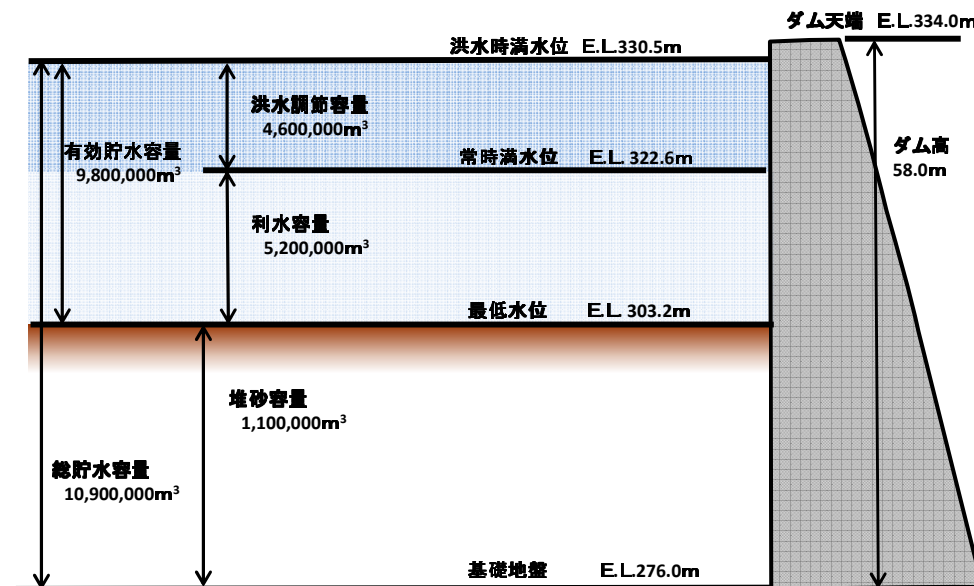 ダム天端 E.L.334.0m
洪水時満水位 E.L.330.5m
洪水調節容量
4,600,000m³
有効貯水容量
9,800,000m³
常時満水位 E.L.322.6m
ダム高
58.0m
利水容量
5,200,000m³
最低水位 E.L.303.2m
堆砂容量
1,100,000m³
総貯水容量
10,900,000m³
基礎地盤 E.L.276.0m